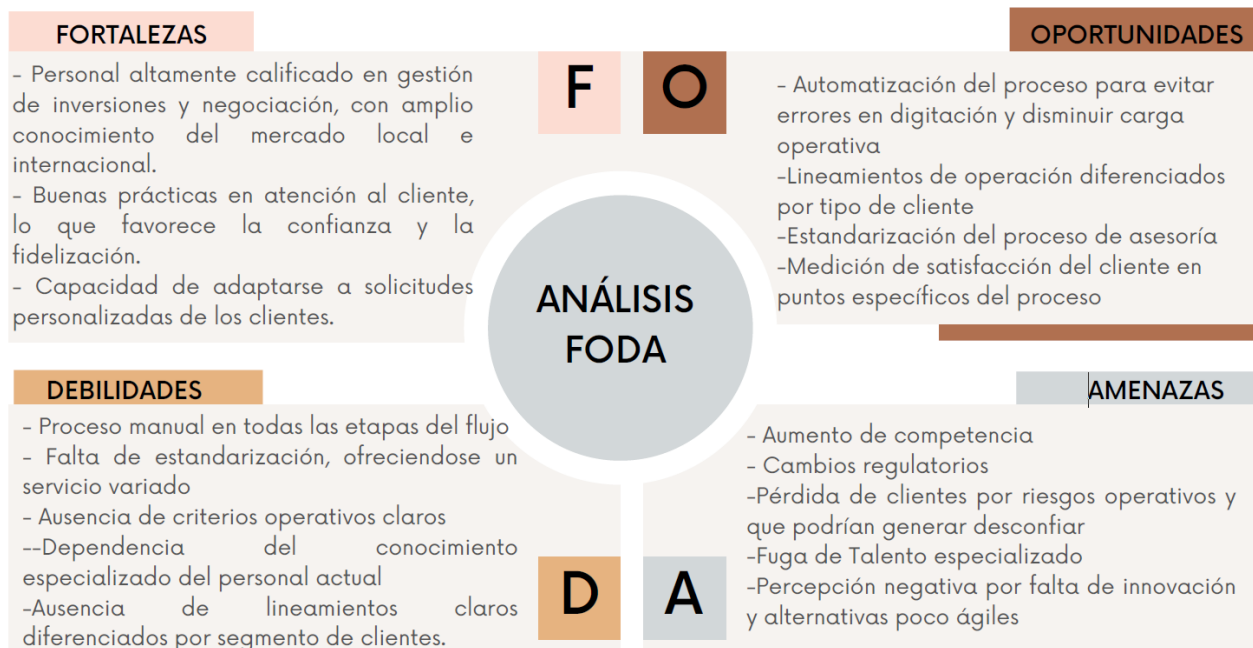 FORTALEZAS
- Personal altamente calificado en gestión
de inversiones y negociación, con amplio
conocimiento del mercado local e
internacional.
- Buenas prácticas en atención al cliente,
lo que favorece la confianza y la
fidelización.
- Capacidad de adaptarse a solicitudes
personalizadas de los clientes.
F
O
OPORTUNIDADES
- Automatización del proceso para evitar
errores en digitación y disminuir carga
operativa
-Lineamientos de operación diferenciados
por tipo de cliente
-Estandarización del proceso de asesoría
-Medición de satisfacción del cliente en
puntos específicos del proceso
ANÁLISIS
FODA
DEBILIDADES
- Proceso manual en todas las etapas del flujo
- Falta de estandarización, ofreciendose un
servicio variado
- Ausencia de criterios operativos claros
--Dependencia del conocimiento
especializado del personal actual
-Ausencia de lineamientos claros
diferenciados por segmento de clientes.
D
A
AMENAZAS
- Aumento de competencia
- Cambios regulatorios
-Pérdida de clientes por riesgos operativos y
que podrían generar desconfiar
-Fuga de Talento especializado
-Percepción negativa por falta de innovación
y alternativas poco ágiles